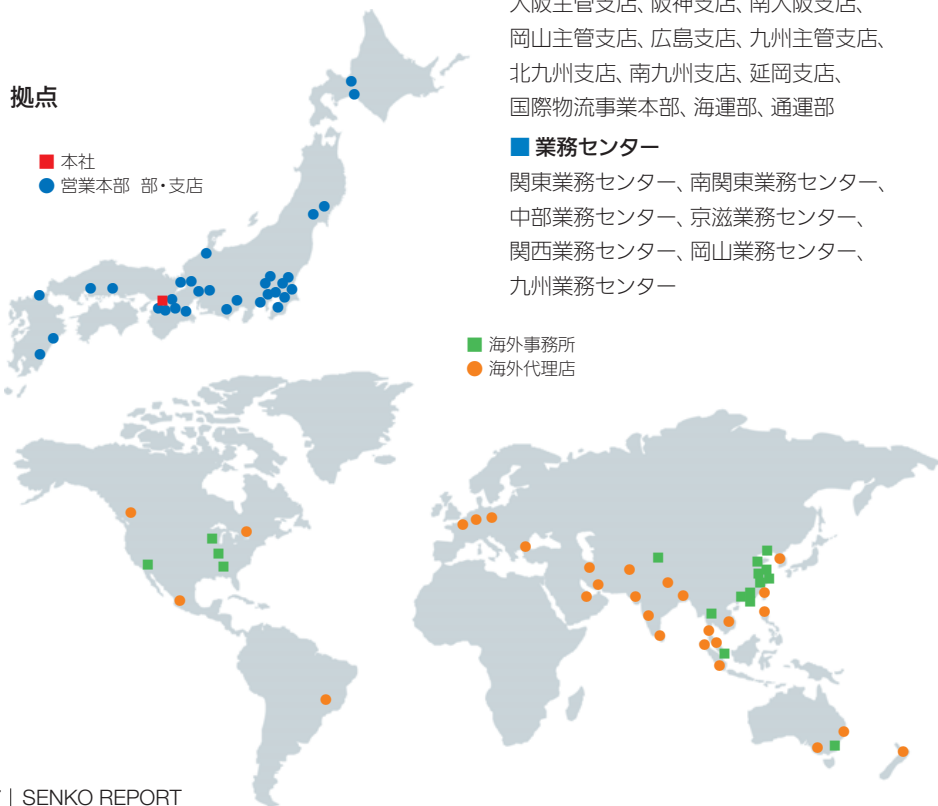 大阪主管支店、阪神支店、南大阪支店、
岡山主管支店、広島支店、九州主管支店、
北九州支店、南九州支店、延岡支店、
国際物流事業本部、海運部、通運部
業務センター
関東業務センター、南関東業務センター、
中部業務センター、京滋業務センター、
関西業務センター、岡山業務センター、
九州業務センター
拠点
本社
営業本部 部・支店
海外事務所
海外代理店
| SENKO REPORT